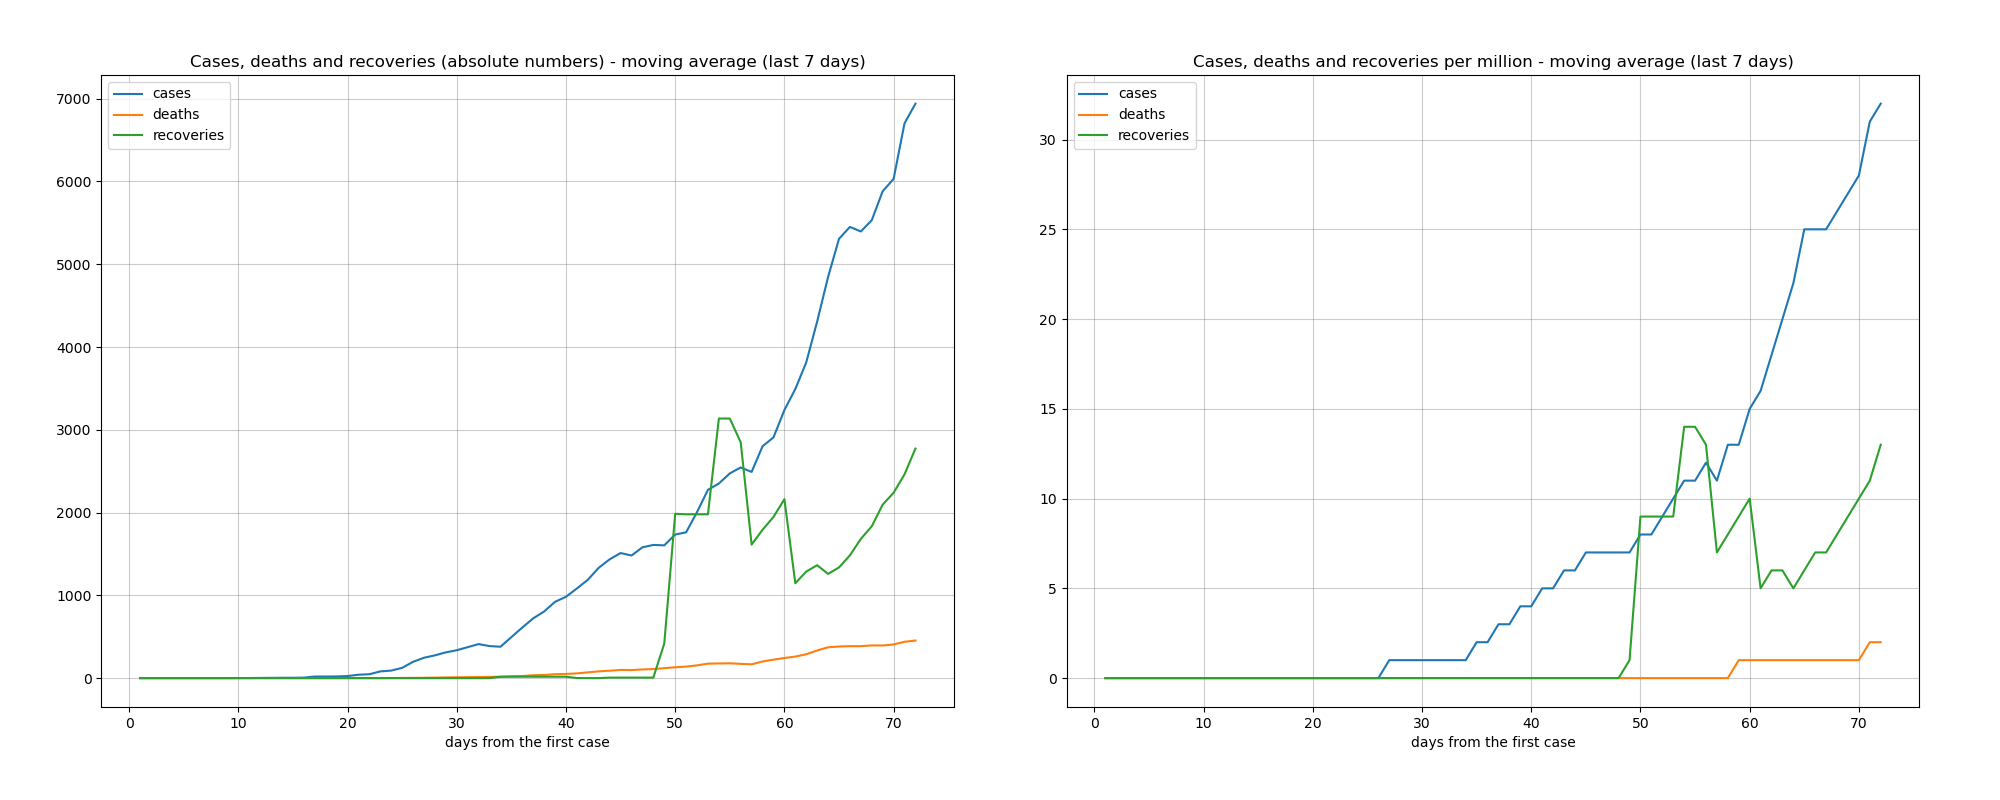 Cases, deaths and recoveries (absolute numbers) - moving average (last 7 days)
cases
deaths
recoveries
7000
6000
5000
4000
3000
2000
1000
0
0 10 20 30 40 50 60 70
days from the first case
Cases, deaths and recoveries per million - moving average (last 7 days)
cases
deaths
recoveries
30
25
20
15
10
5
0
0 10 20 30 40 50 60 70
days from the first case